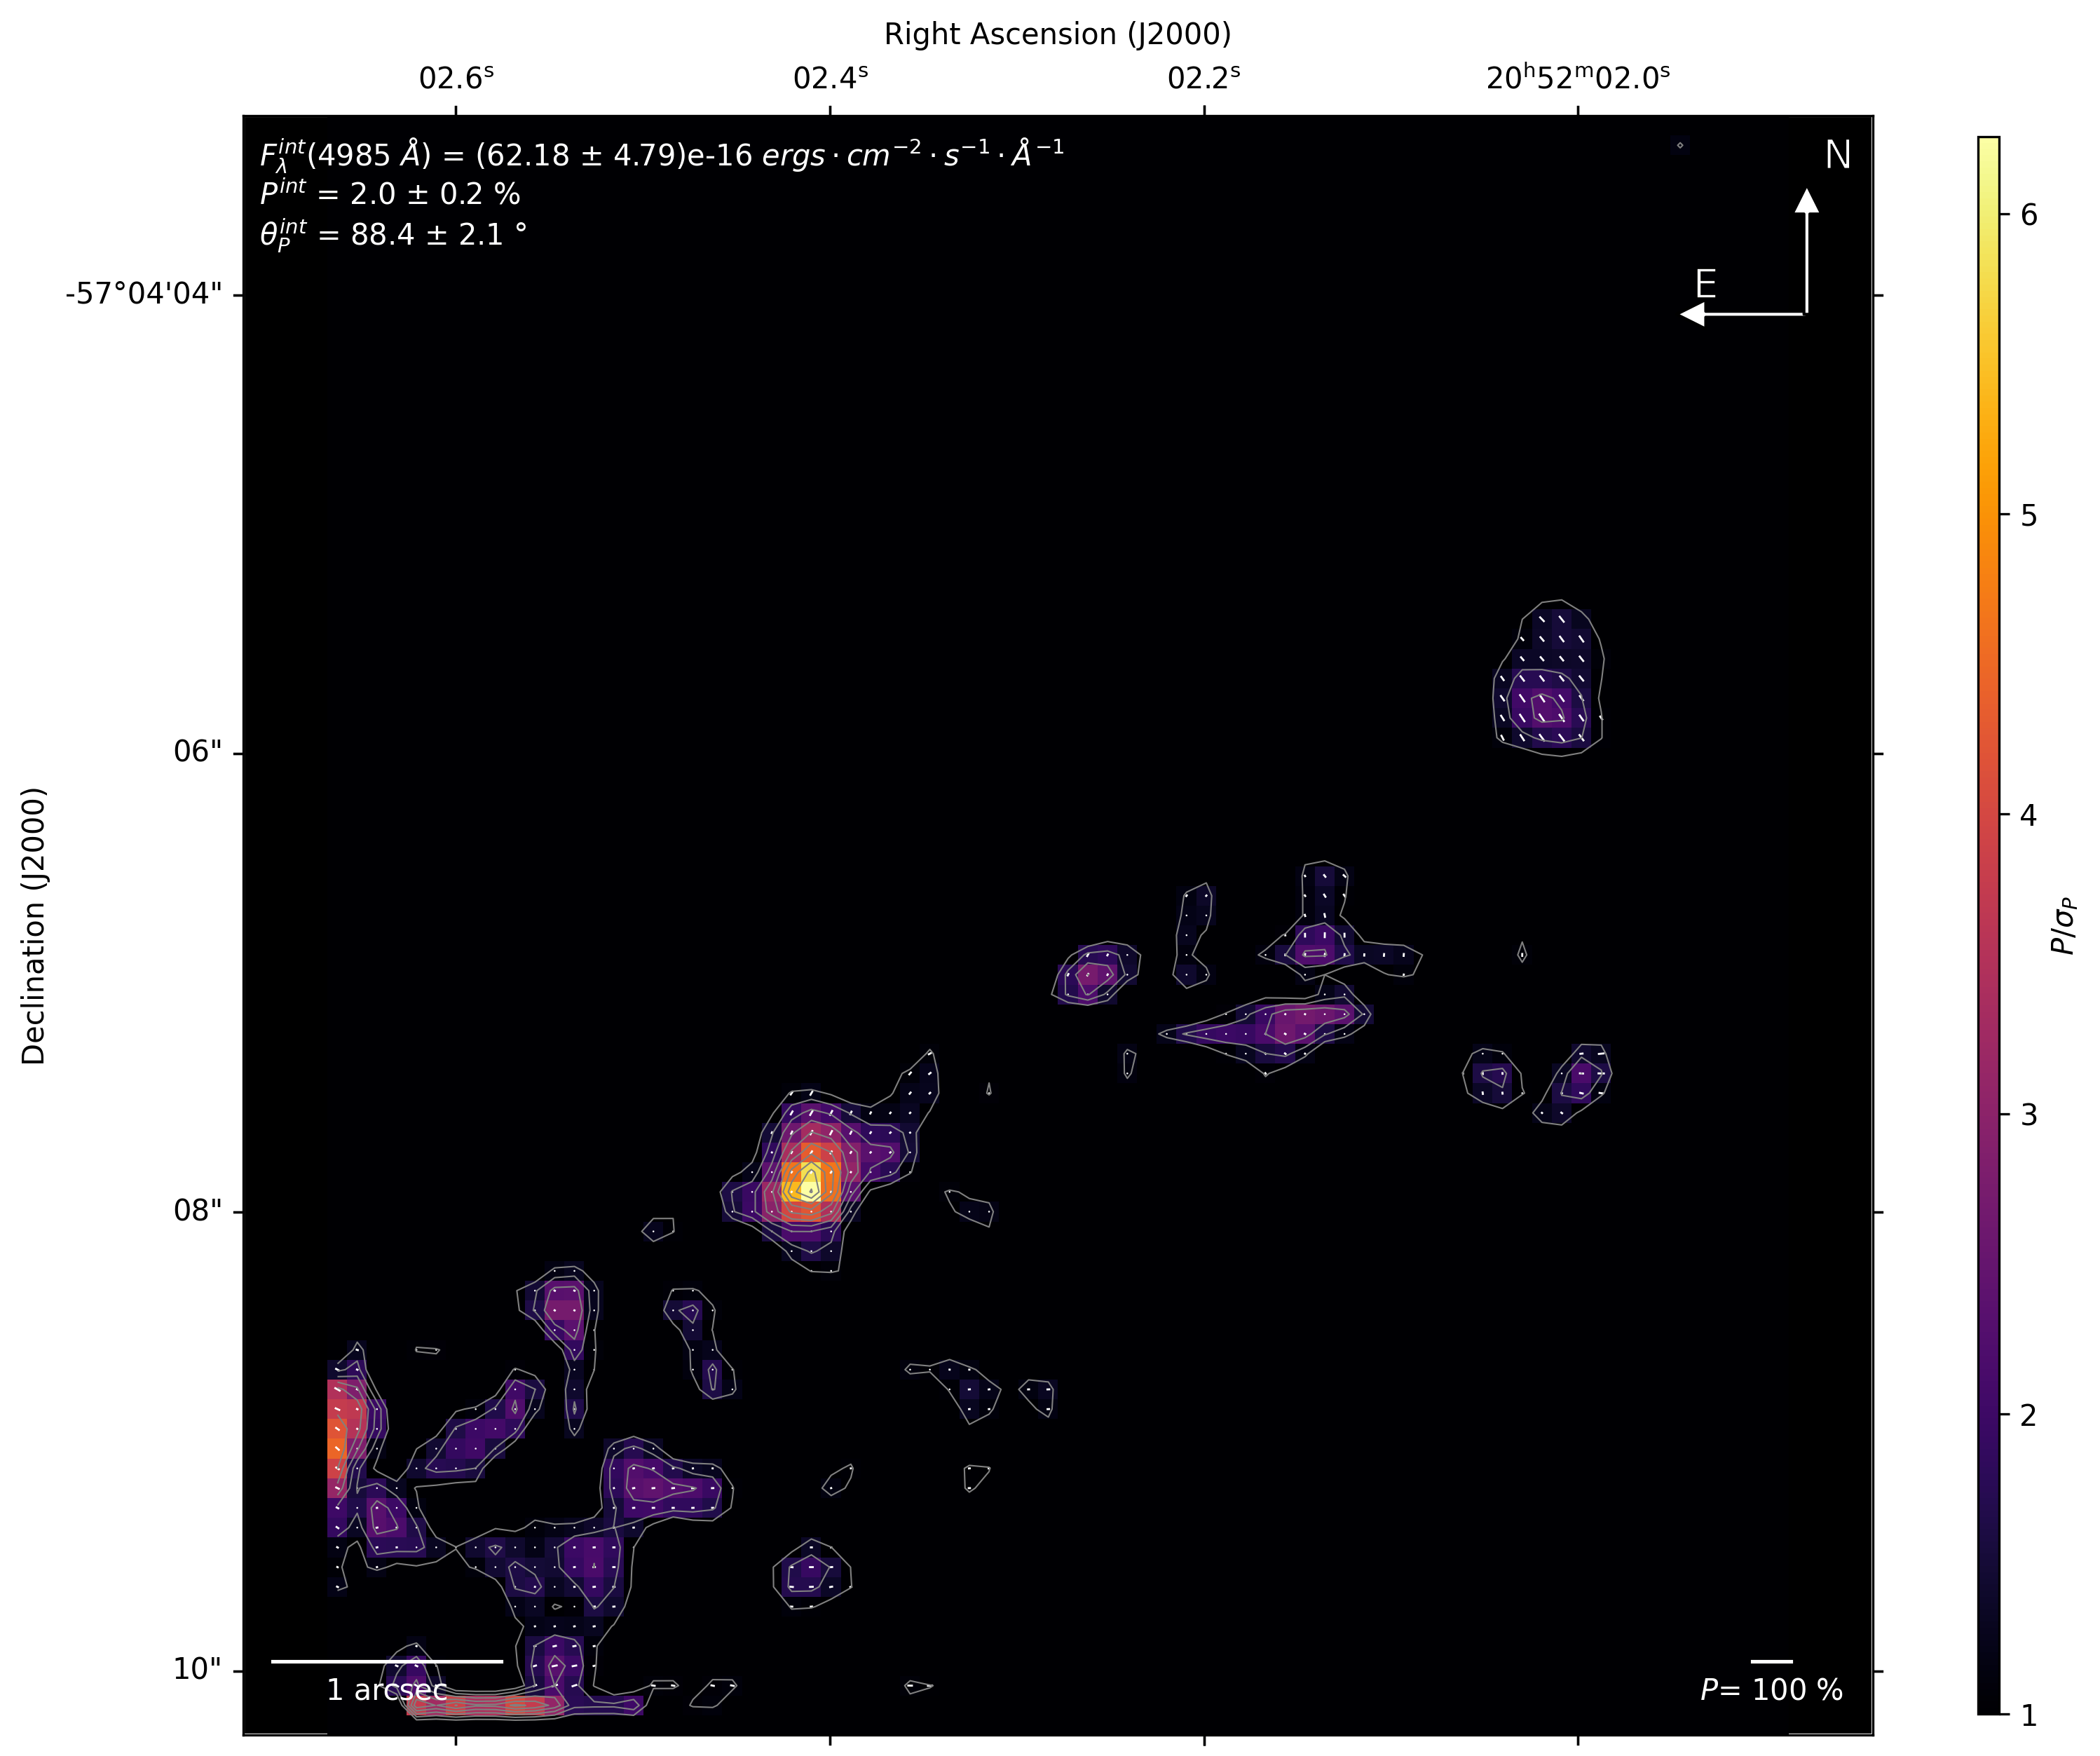 Right Ascension (J2000)
02.6ˢ 02.4ˢ 02.2ˢ 20ʰ52ᵐ02.0ˢ
F_λ^int(4985 Å) = (62.18 ± 4.79)e-16 ergs · cm⁻² · s⁻¹ · Å⁻¹
P^int = 2.0 ± 0.2 %
θ_P^int = 88.4 ± 2.1 °
N
E
-57°04'04"
06"
08"
10"
Declination (J2000)
1 arcsec
P= 100 %
6
5
4
3
2
1
P/σ_P